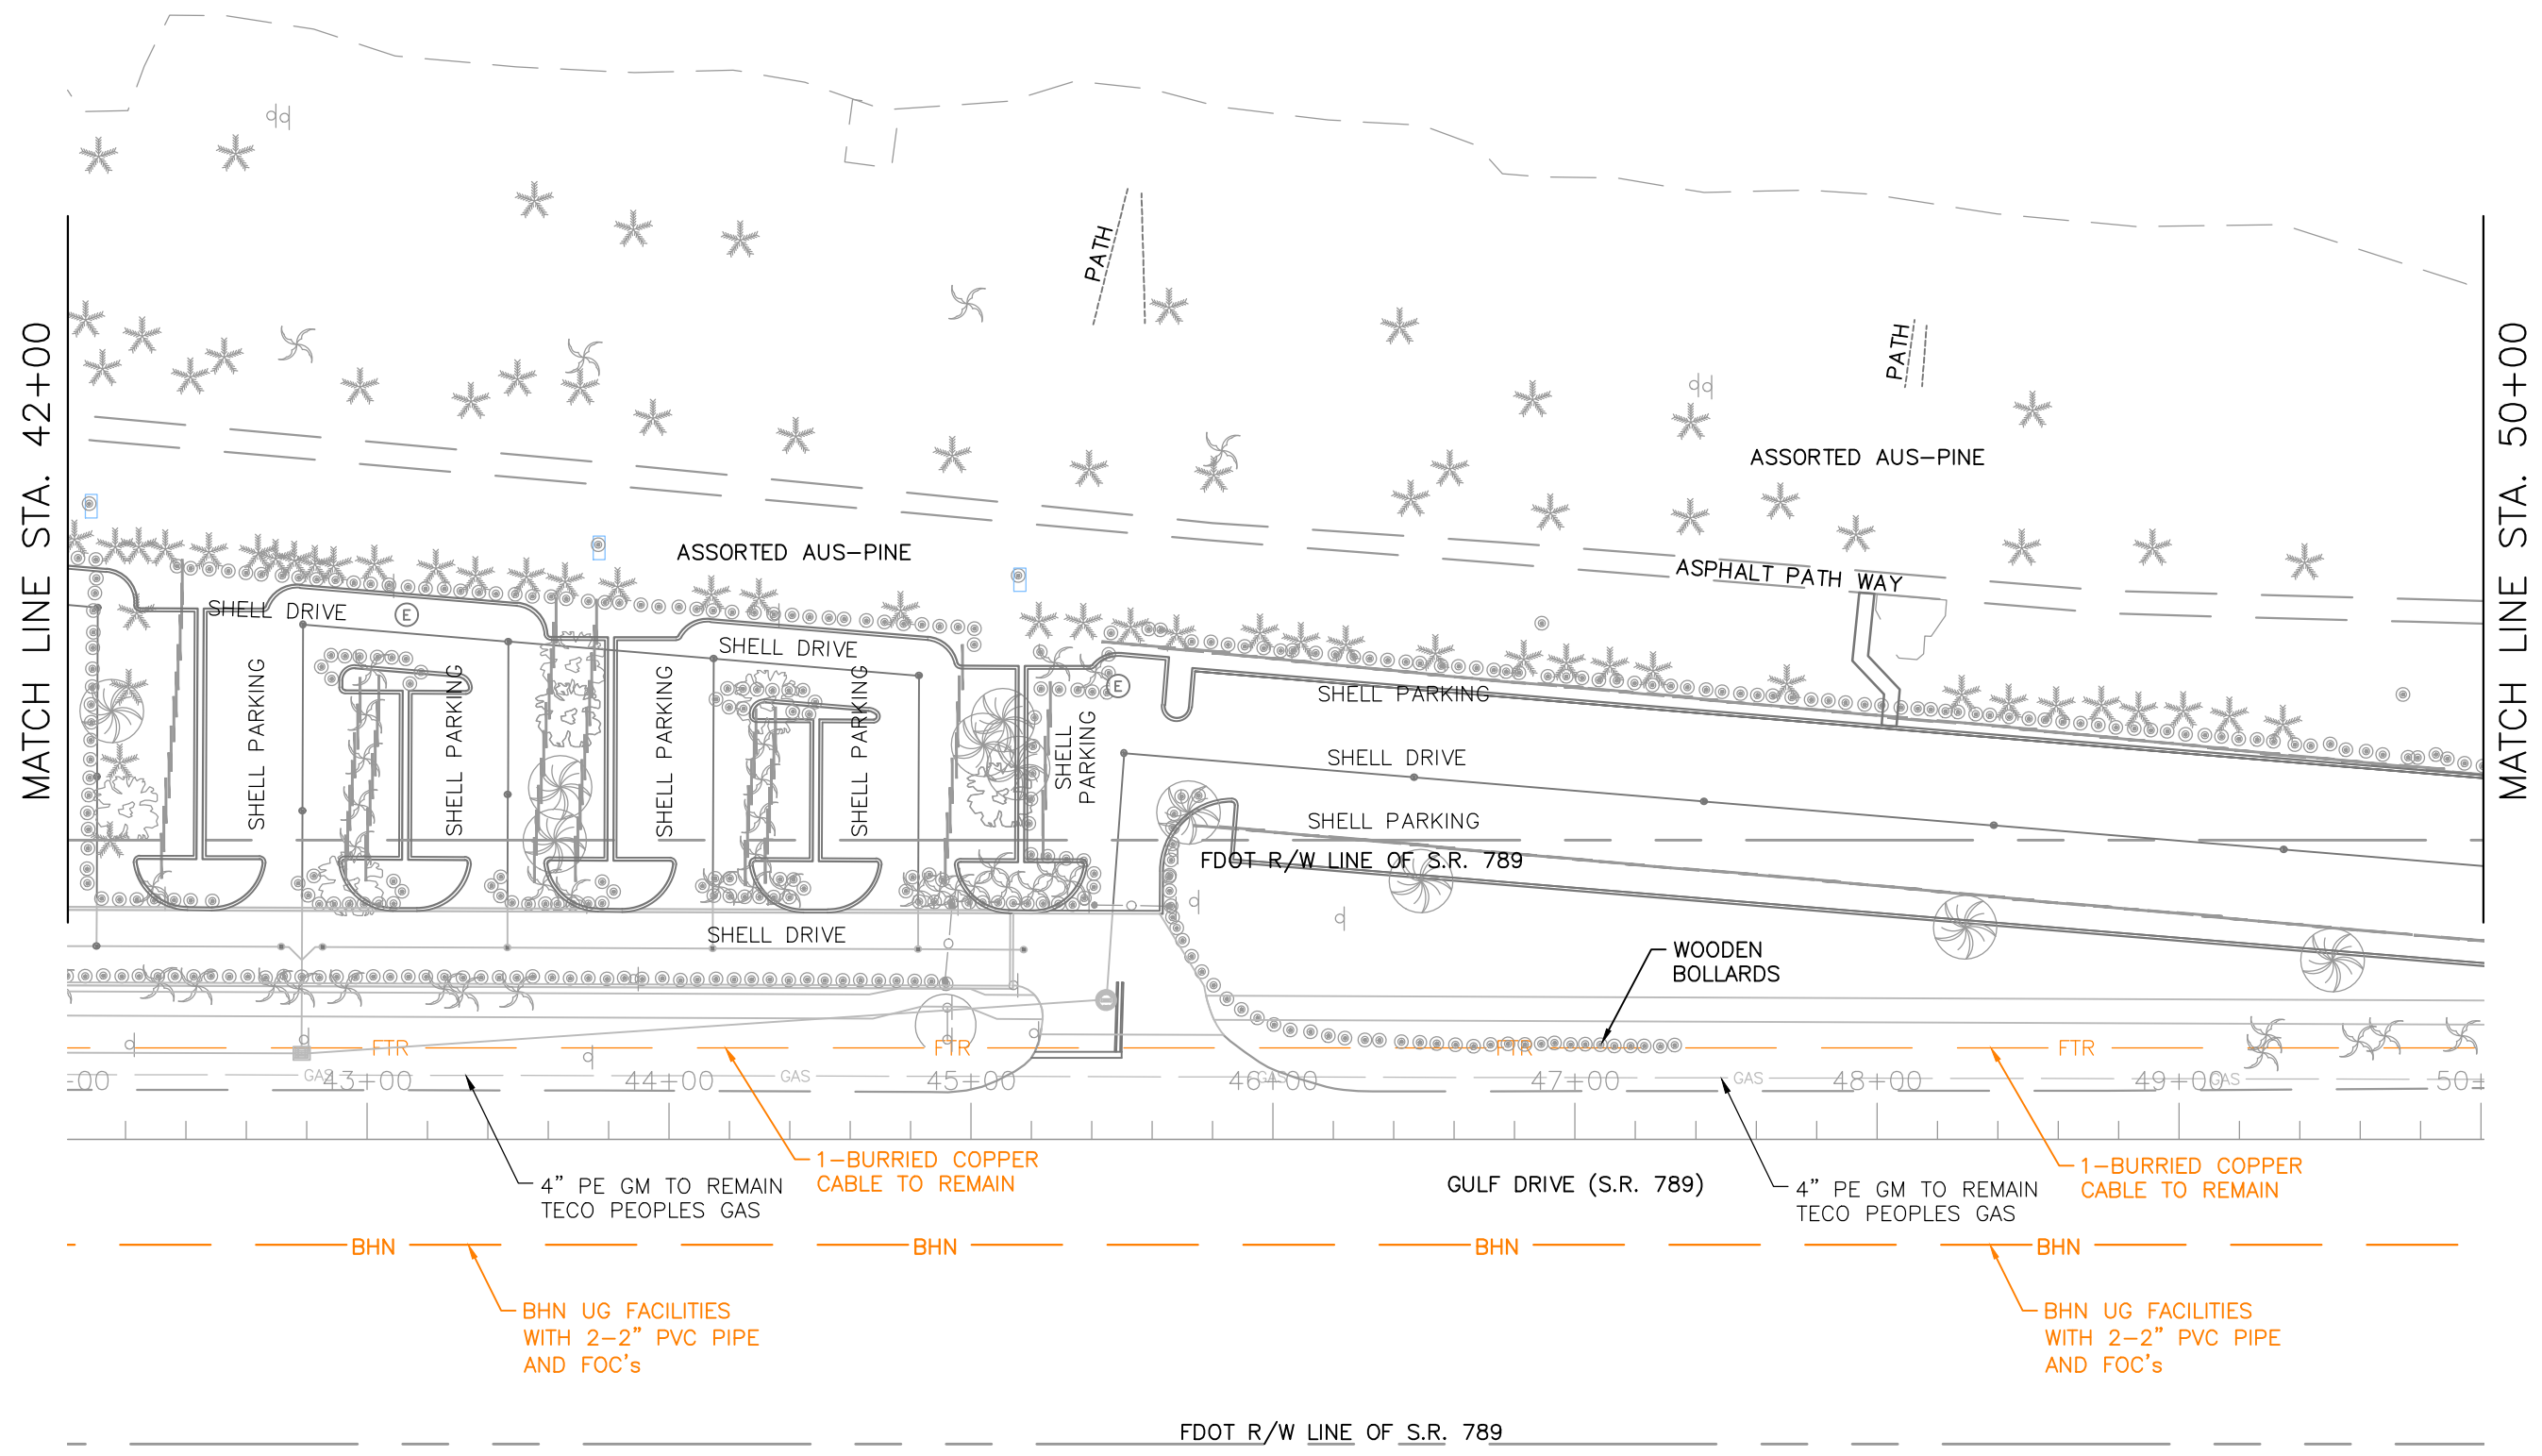 PATH
MATCH LINE STA. 42+00
PATH
MATCH LINE STA. 50+00
ASSORTED AUS-PINE
ASSORTED AUS-PINE
ASPHALT PATH WAY
SHELL DRIVE
E
SHELL DRIVE
E
SHELL PARKING
SHELL PARKING
SHELL PARKING
SHELL PARKING
SHELL PARKING
SHELL
PARKING
SHELL DRIVE
SHELL PARKING
FDOT R/W LINE OF S.R. 789
SHELL DRIVE
WOODEN
BOLLARDS
FTR
FTR
FTR
FTR
GAS
GAS
GAS
GAS
GAS
-00
43+00
44+00
45+00
46+00
47+00
48+00
49+00
50+
1-BURRIED COPPER
CABLE TO REMAIN
4" PE GM TO REMAIN
TECO PEOPLES GAS
GULF DRIVE (S.R. 789)
1-BURRIED COPPER
CABLE TO REMAIN
4" PE GM TO REMAIN
TECO PEOPLES GAS
BHN
BHN
BHN
BHN
BHN UG FACILITIES
WITH 2-2" PVC PIPE
AND FOC's
BHN UG FACILITIES
WITH 2-2" PVC PIPE
AND FOC's
FDOT R/W LINE OF S.R. 789